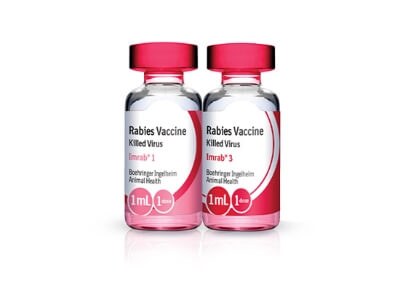 Rabies Vaccine
Killed Virus
Imrab® 1
Boehringer Ingelheim
Animal Health
1 mL 1 dose
Rabies Vaccine
Killed Virus
Imrab® 3
Boehringer Ingelheim
Animal Health
1 mL 1 dose